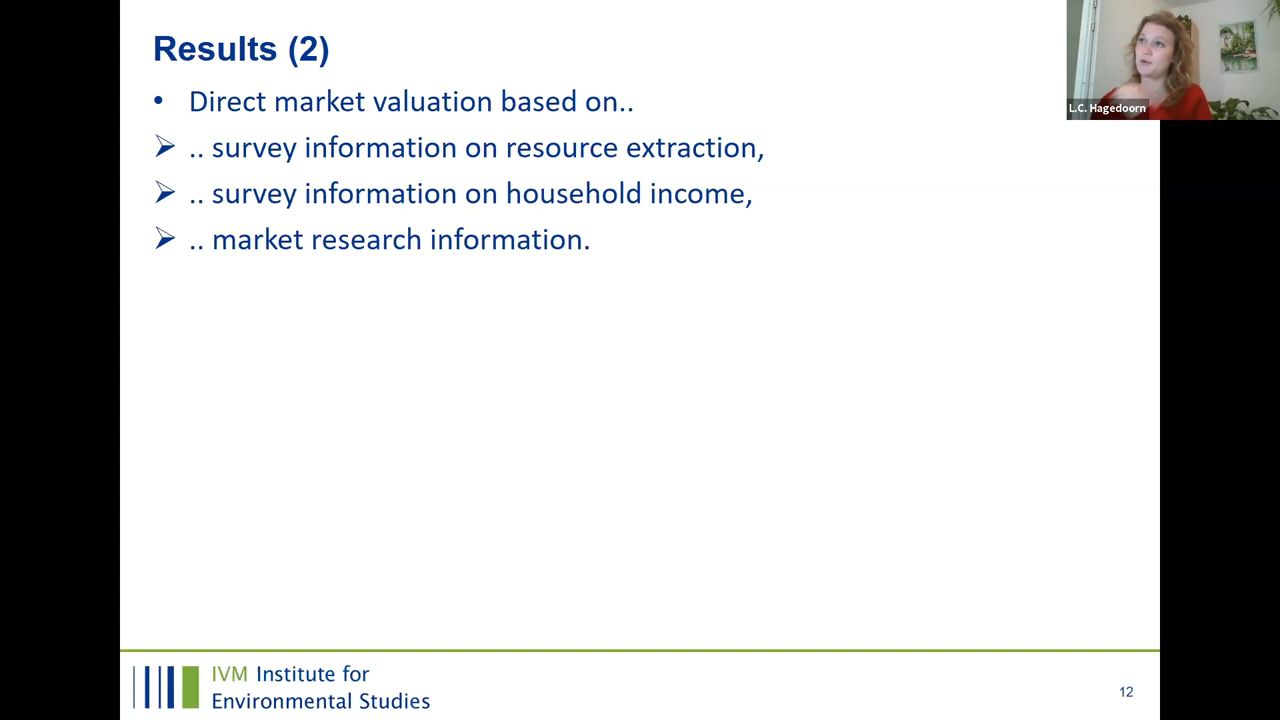 Results (2)
L.C. Hagedoorn
• Direct market valuation based on..
➢ .. survey information on resource extraction,
➢ .. survey information on household income,
➢ .. market research information.
IVM Institute for
Environmental Studies
12